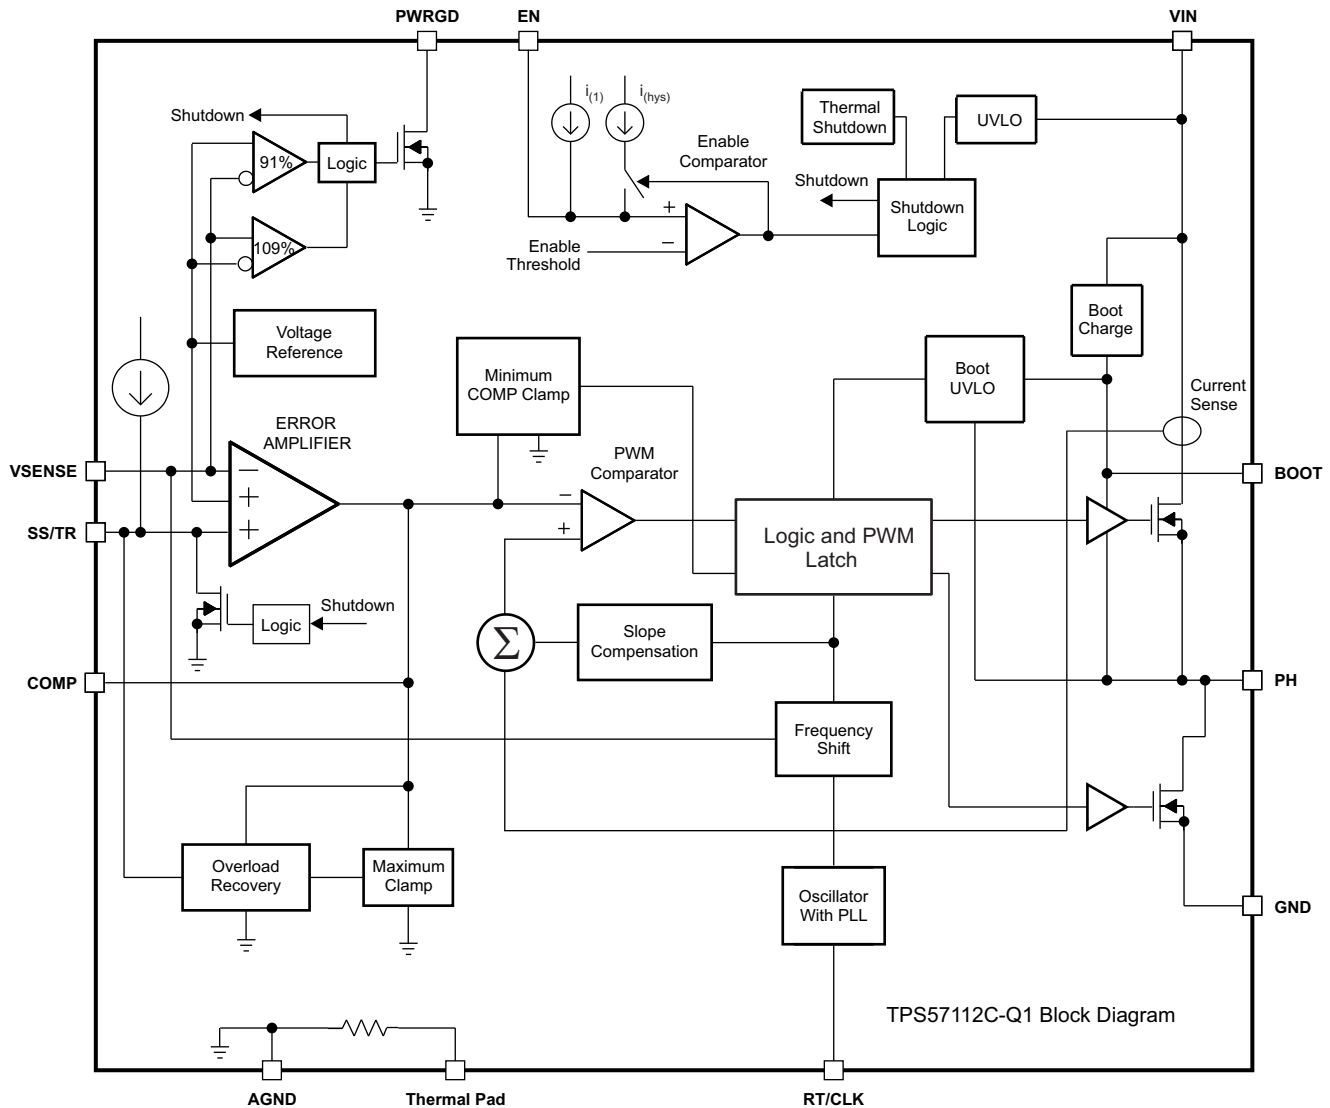 PWRGD
EN
VIN
i(1)
i(hys)
Shutdown
91%
Logic
109%
Enable
Comparator
+
−
Enable
Threshold
Thermal
Shutdown
UVLO
Shutdown
Shutdown
Logic
Boot
Charge
Voltage
Reference
Minimum
COMP Clamp
Boot
UVLO
Current
Sense
ERROR
AMPLIFIER
VSENSE
−
+
+
SS/TR
PWM
Comparator
−
+
BOOT
Logic and PWM
Latch
Shutdown
Logic
Σ
Slope
Compensation
COMP
PH
Frequency
Shift
Overload
Recovery
Maximum
Clamp
Oscillator
With PLL
GND
TPS57112C-Q1 Block Diagram
AGND
Thermal Pad
RT/CLK